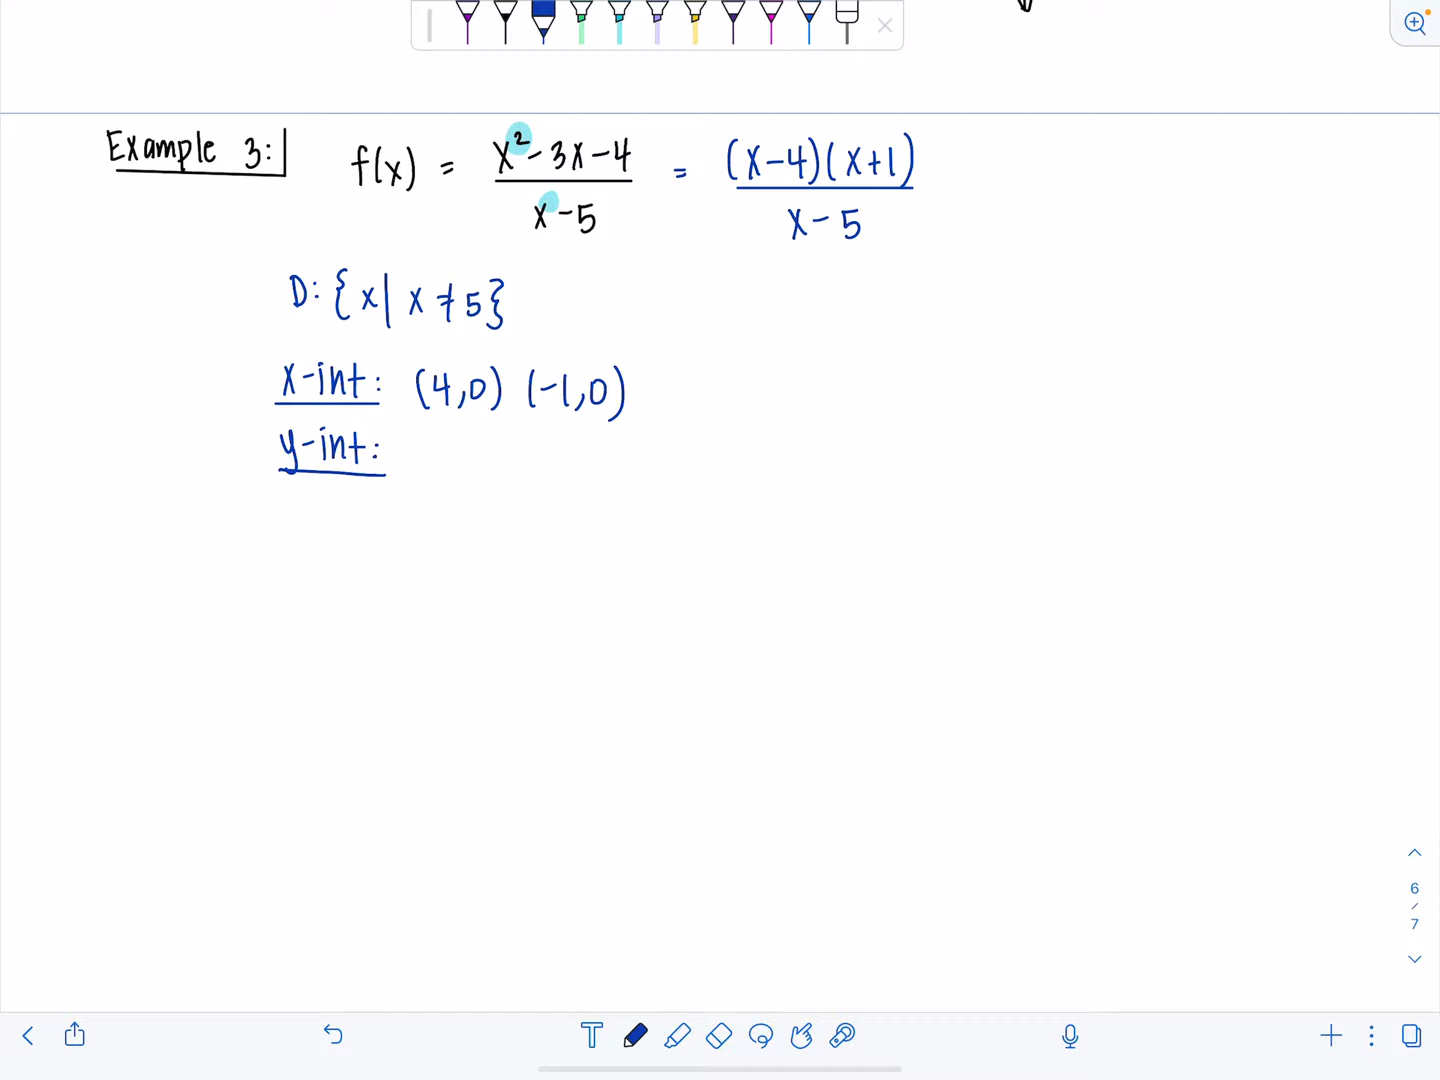 Example 3: f(x) = x²-3x-4 / x-5 = (x-4)(x+1) / x-5
D: {x| x ≠ 5}
x-int: (4,0) (-1,0)
y-int:
6
/
7
T